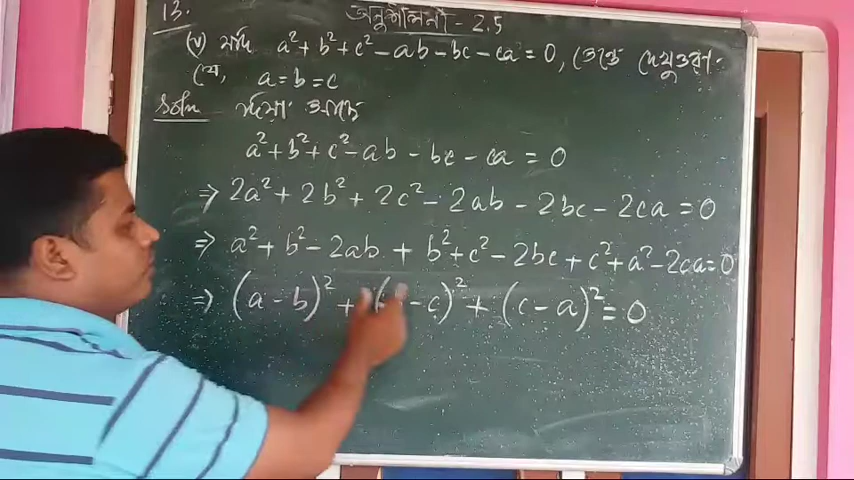 13. অনুশীলনী - 2.5
(v) যদি a² + b² + c² - ab - bc - ca = 0, তেন্তে দেখুওৱা
যে, a = b = c
Soln দিয়া আছে
a² + b² + c² - ab - bc - ca = 0
⇒ 2a² + 2b² + 2c² - 2ab - 2bc - 2ca = 0
⇒ a² + b² - 2ab + b² + c² - 2bc + c² + a² - 2ca = 0
⇒ (a - b)² + ( - c)² + (c - a)² = 0